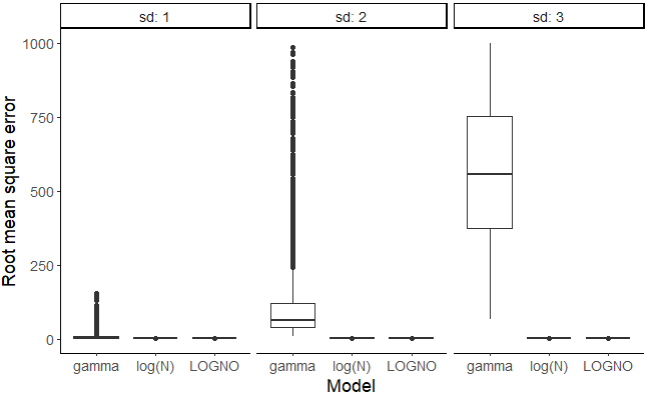 sd: 1 sd: 2 sd: 3
Root mean square error
1000
750
500
250
0
gamma log(N) LOGNO gamma log(N) LOGNO gamma log(N) LOGNO
Model